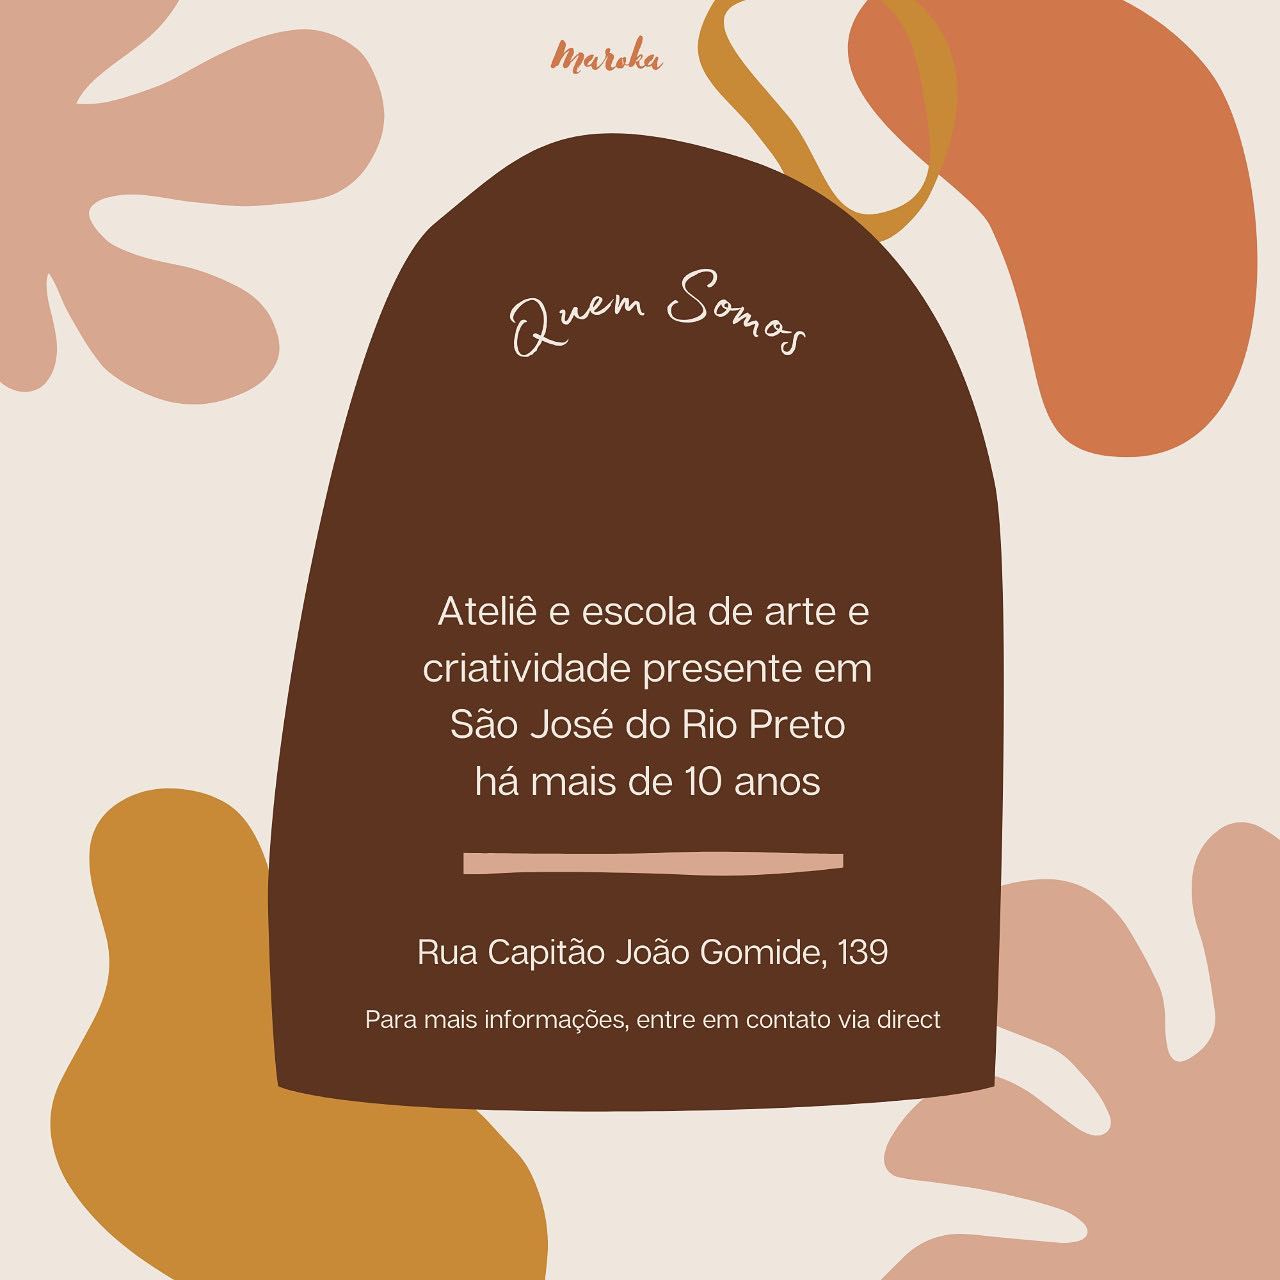 Maroka
Quem Somos
Ateliê e escola de arte e
criatividade presente em
São José do Rio Preto
há mais de 10 anos
Rua Capitão João Gomide, 139
Para mais informações, entre em contato via direct